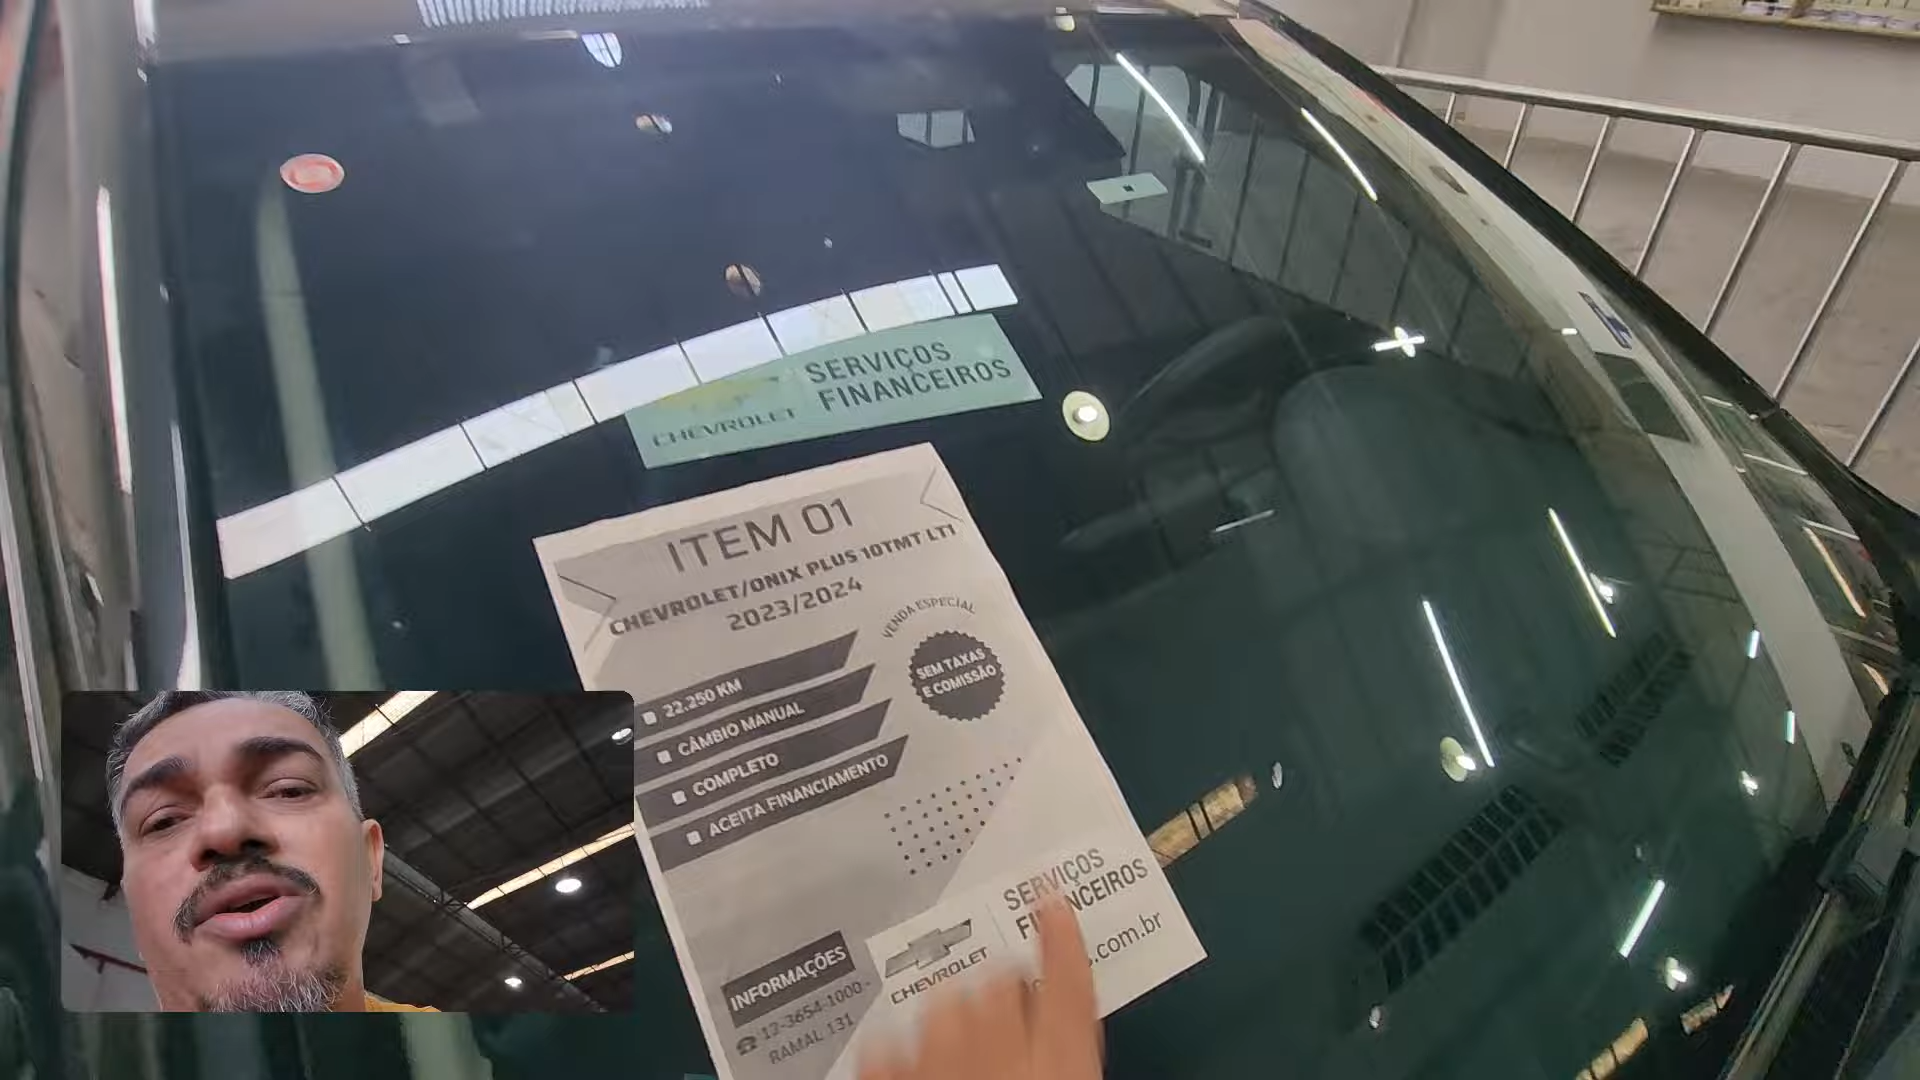 SERVIÇOS
FINANCEIROS
CHEVROLET
ITEM 01
CHEVROLET/ONIX PLUS 10TMT LT1
2023/2024
VENDA ESPECIAL
SEM TAXAS
E COMISSÃO
22.250 KM
CÂMBIO MANUAL
COMPLETO
ACEITA FINANCIAMENTO
SERVIÇOS
FINANCEIROS
CHEVROLET
.com.br
INFORMAÇÕES
12-3654-1000 -
RAMAL 131